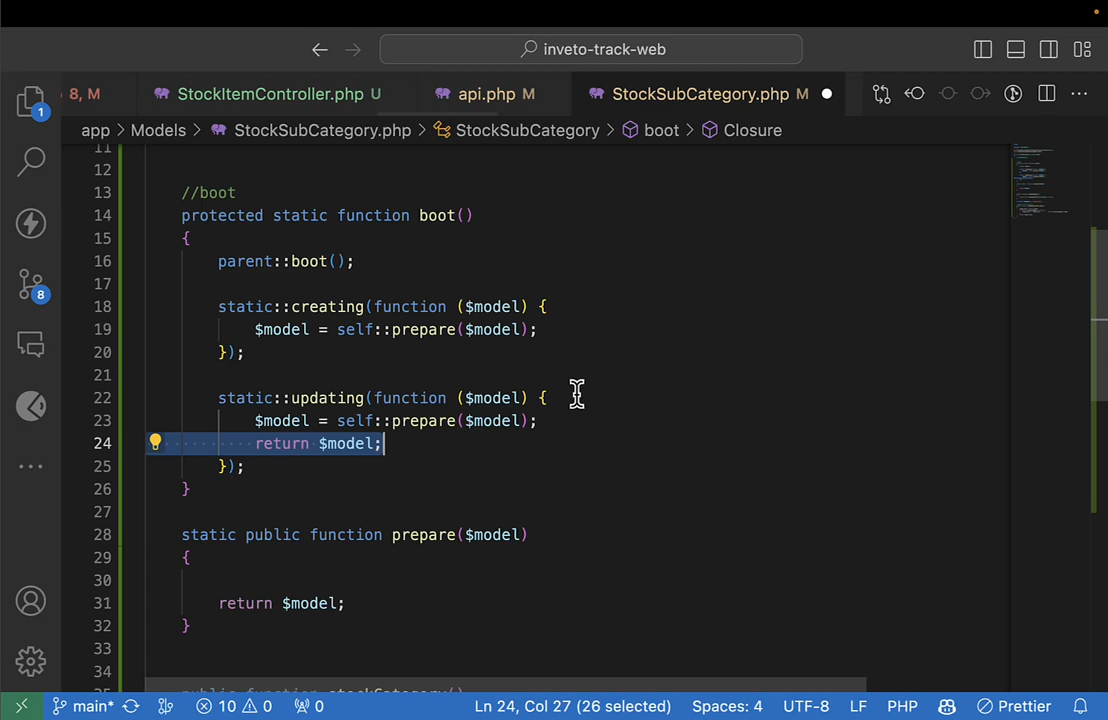 inveto-track-web
8, M
StockItemController.php U
api.php M
StockSubCategory.php M
1
app > Models > StockSubCategory.php > StockSubCategory > boot > Closure
11
12
13 //boot
14 protected static function boot()
15 {
16 parent::boot();
17
18 static::creating(function ($model) {
19 $model = self::prepare($model);
20 });
21
22 static::updating(function ($model) {
23 $model = self::prepare($model);
24 return $model;
25 });
26 }
27
28 static public function prepare($model)
29 {
30
31 return $model;
32 }
33
34
8
main* 10 0 0 Ln 24, Col 27 (26 selected) Spaces: 4 UTF-8 LF PHP Prettier